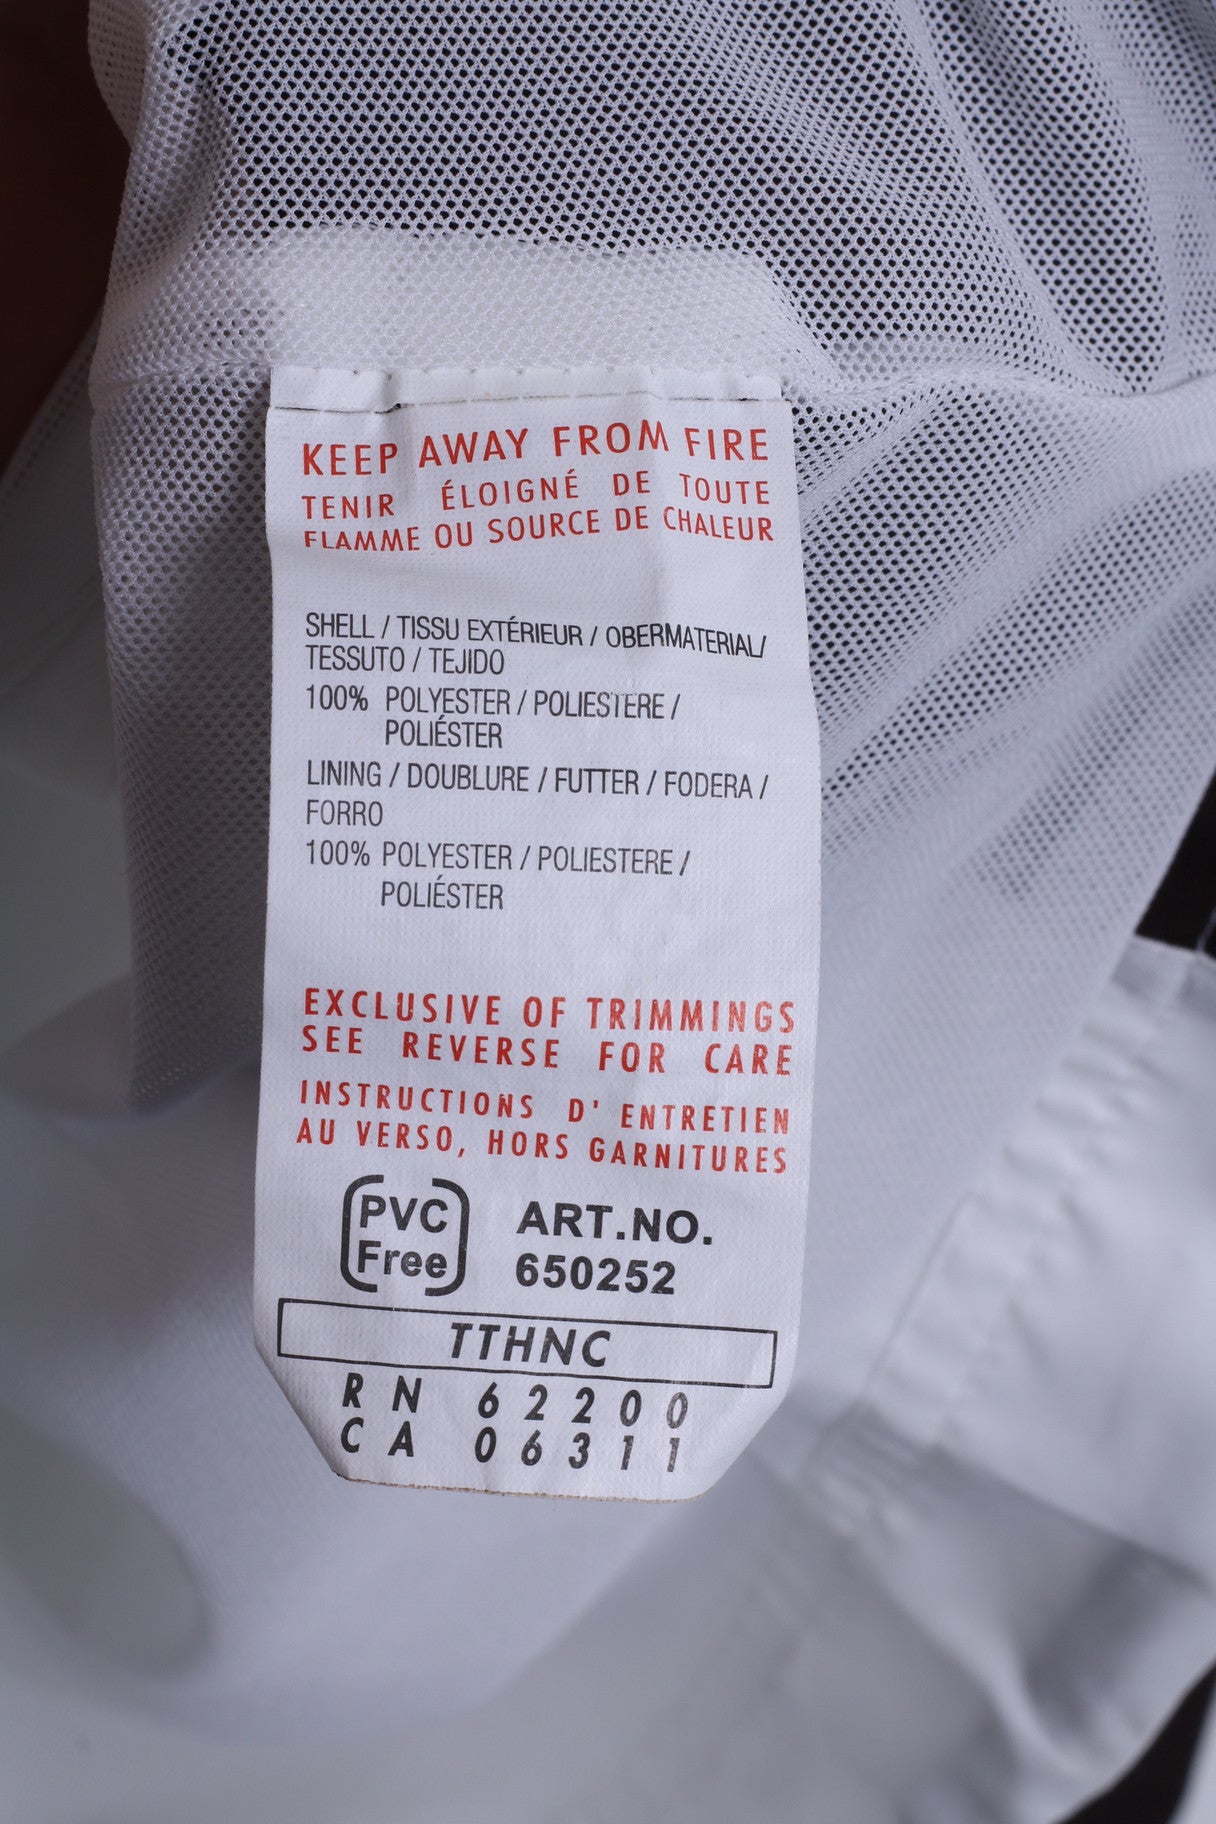 KEEP AWAY FROM FIRE
TENIR ÉLOIGNÉ DE TOUTE
FLAMME OU SOURCE DE CHALEUR
SHELL / TISSU EXTÉRIEUR / OBERMATERIAL/
TESSUTO / TEJIDO
100% POLYESTER / POLIESTERE /
POLIÉSTER
LINING / DOUBLURE / FUTTER / FODERA /
FORRO
100% POLYESTER / POLIESTERE /
POLIÉSTER
EXCLUSIVE OF TRIMMINGS
SEE REVERSE FOR CARE
INSTRUCTIONS D' ENTRETIEN
AU VERSO, HORS GARNITURES
PVC
Free
ART.NO.
650252
TTHNC
RN 62200
CA 06311